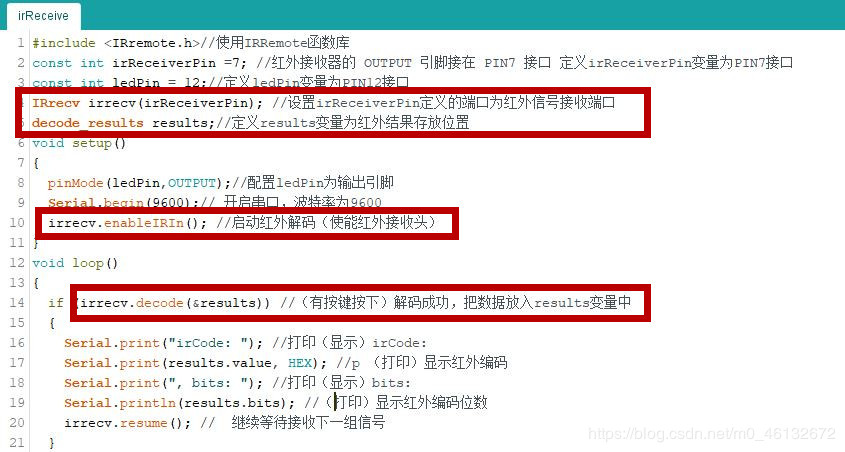 irReceive
1 #include <IRremote.h>//使用IRRemote函数库
2 const int irReceiverPin =7; //红外接收器的 OUTPUT 引脚接在 PIN7 接口 定义irReceiverPin变量为PIN7接口
3 const int ledPin = 12;//定义ledPin变量为PIN12接口
4 IRrecv irrecv(irReceiverPin); //设置irReceiverPin定义的端口为红外信号接收端口
5 decode_results results;//定义results变量为红外结果存放位置
6 void setup()
7 {
8 pinMode(ledPin,OUTPUT);//配置ledPin为输出引脚
9 Serial.begin(9600);// 开启串口，波特率为9600
10 irrecv.enableIRIn(); //启动红外解码（使能红外接收头）
11 }
12 void loop()
13 {
14 if (irrecv.decode(&results)) //（有按键按下）解码成功，把数据放入results变量中
15 {
16 Serial.print("irCode: "); //打印（显示）irCode:
17 Serial.print(results.value, HEX); //p （打印）显示红外编码
18 Serial.print(", bits: "); //打印（显示）bits:
19 Serial.println(results.bits); //（打印）显示红外编码位数
20 irrecv.resume(); // 继续等待接收下一组信号
21 }
https://blog.csdn.net/m0_46132672